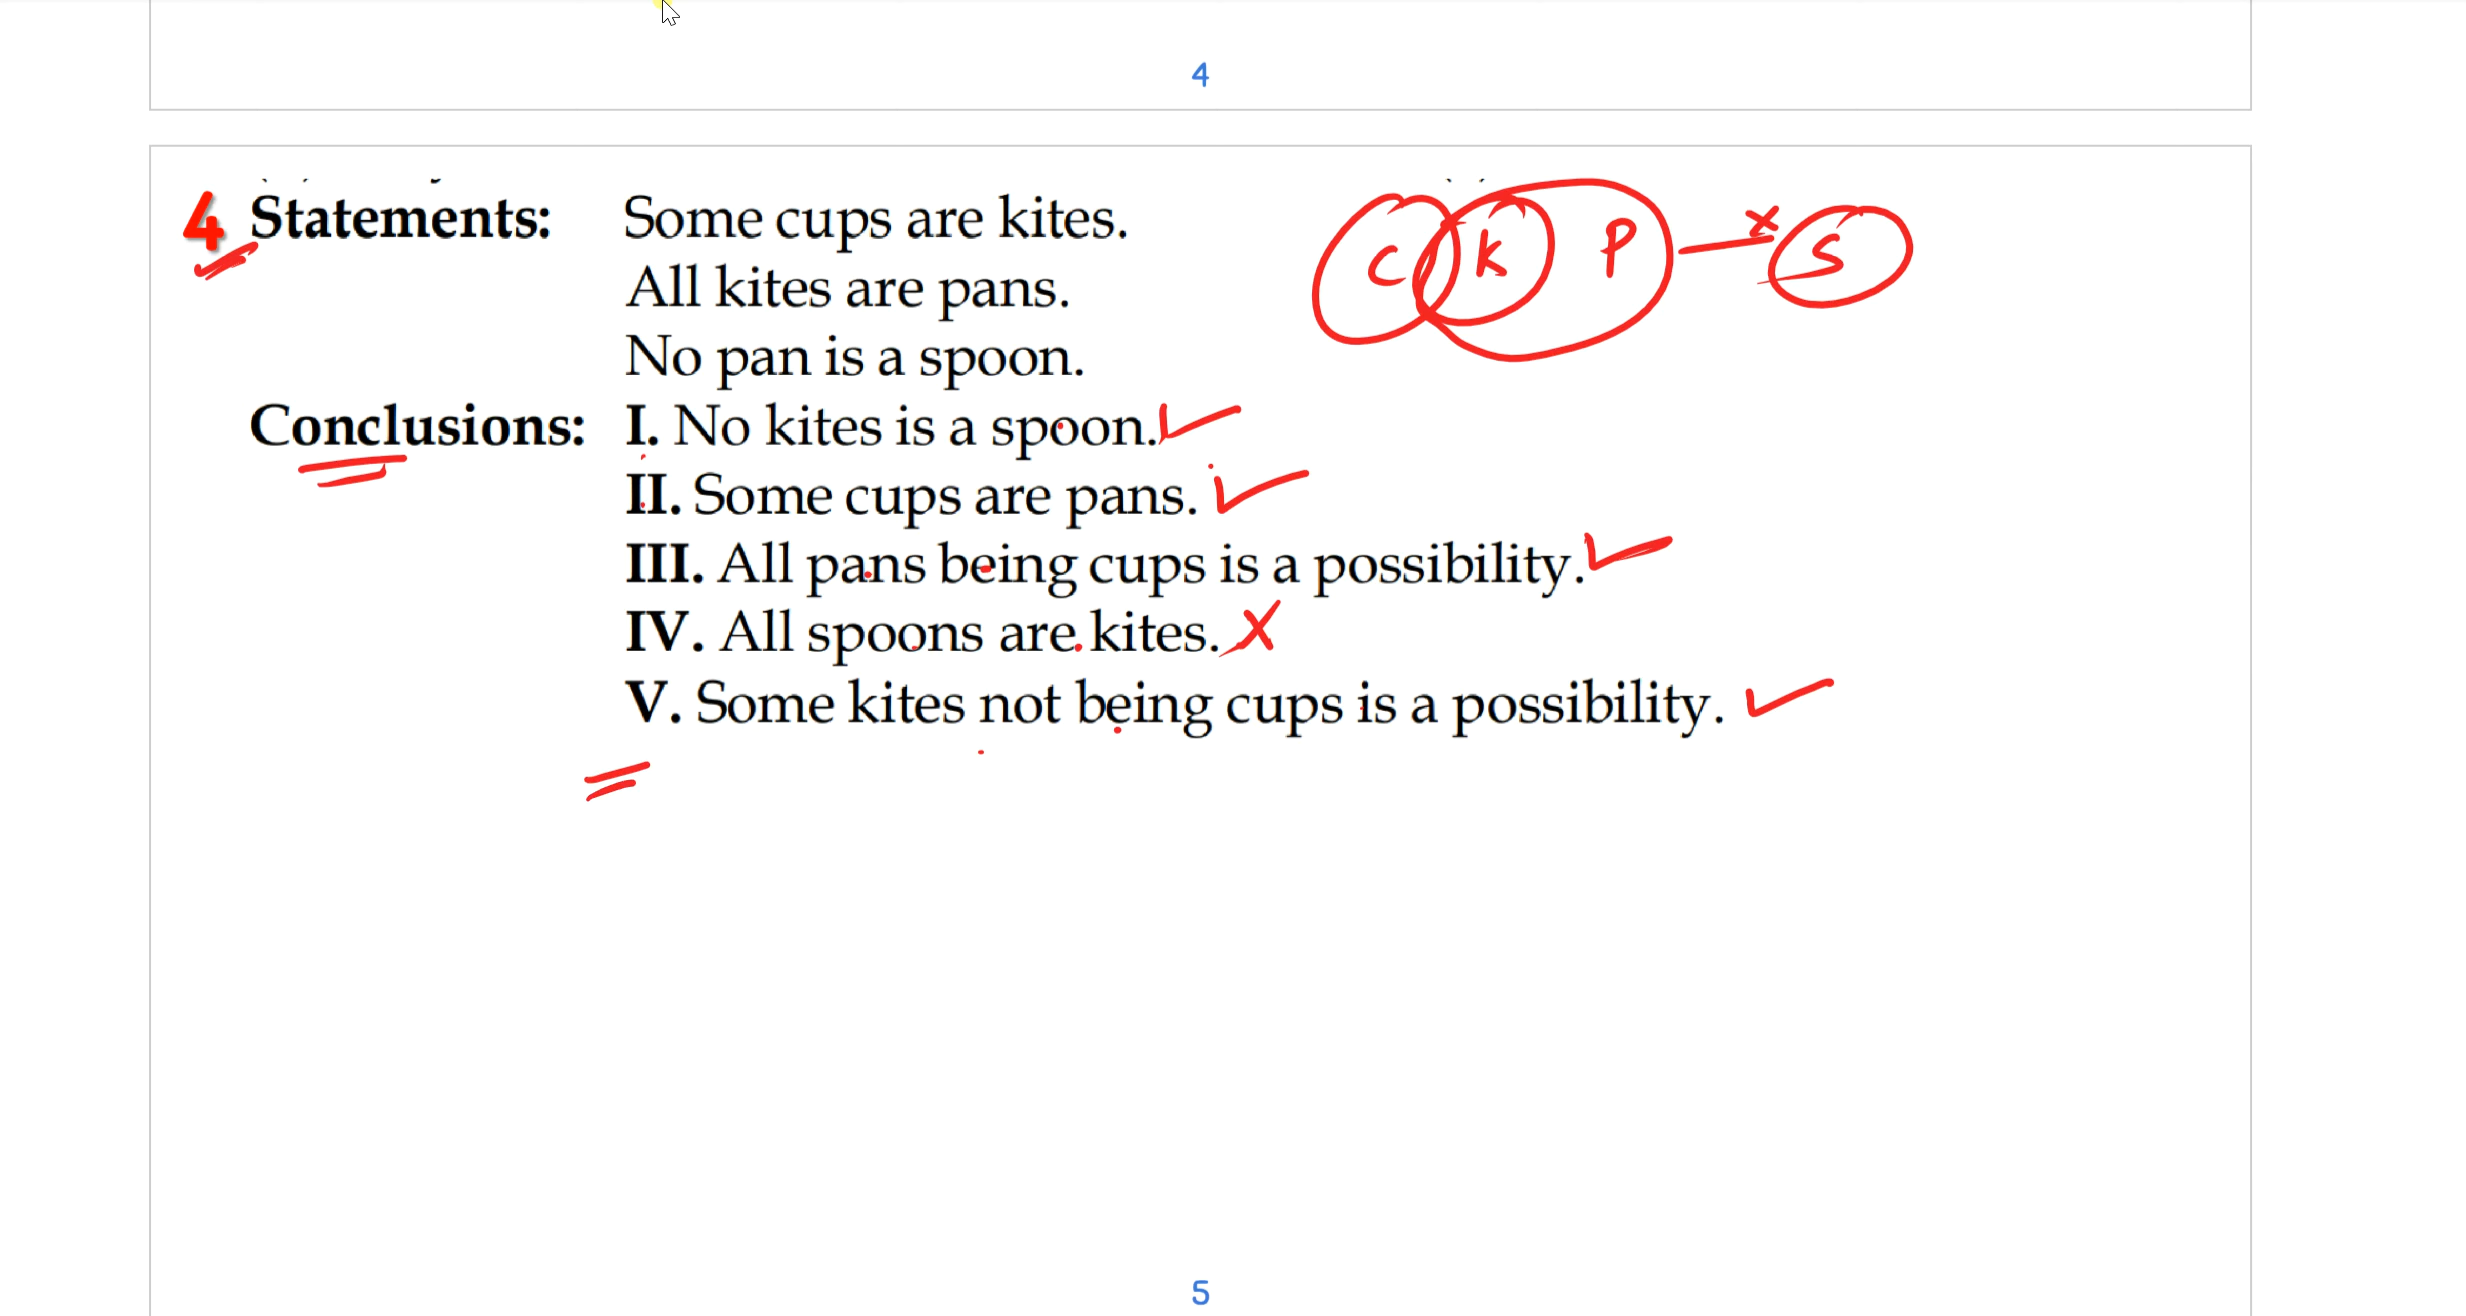 4
4 Statements: Some cups are kites.
All kites are pans.
No pan is a spoon.
C K P x S
Conclusions: I. No kites is a spoon.
II. Some cups are pans.
III. All pans being cups is a possibility.
IV. All spoons are kites.
V. Some kites not being cups is a possibility.
5